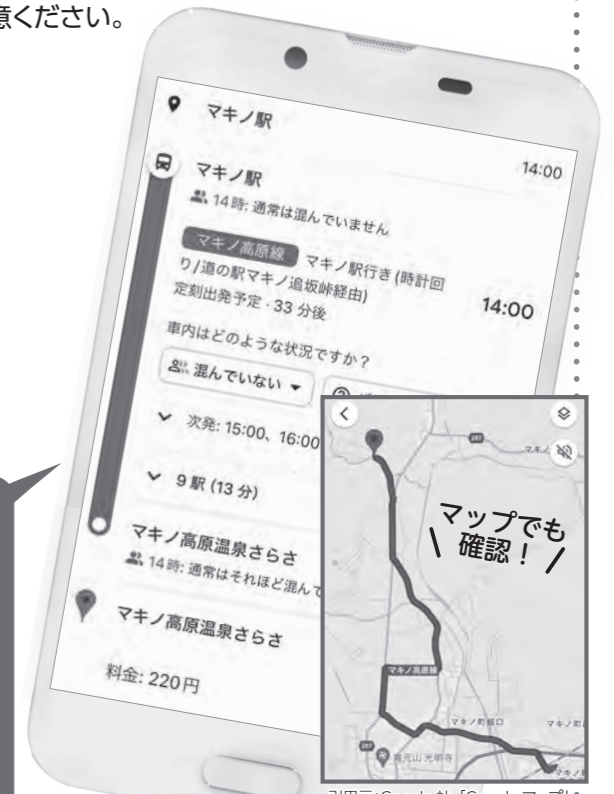 意ください。
マキノ駅
14:00
マキノ駅
14時: 通常は混んでいません
マキノ高原線 マキノ駅行き (時計回
り/道の駅マキノ追坂峠経由)
14:00
定刻出発予定・33 分後
車内はどのような状況ですか？
混んでいない
次発: 15:00、16:00
9 駅 (13 分)
マキノ高原温泉さらさ
14時: 通常はそれほど混んで
マキノ高原温泉さらさ
料金: 220円
287
マキノ
マップでも
確認！
マキノ高原線
マキノ町蛭口
マキノ町
287
光明寺
マキノ